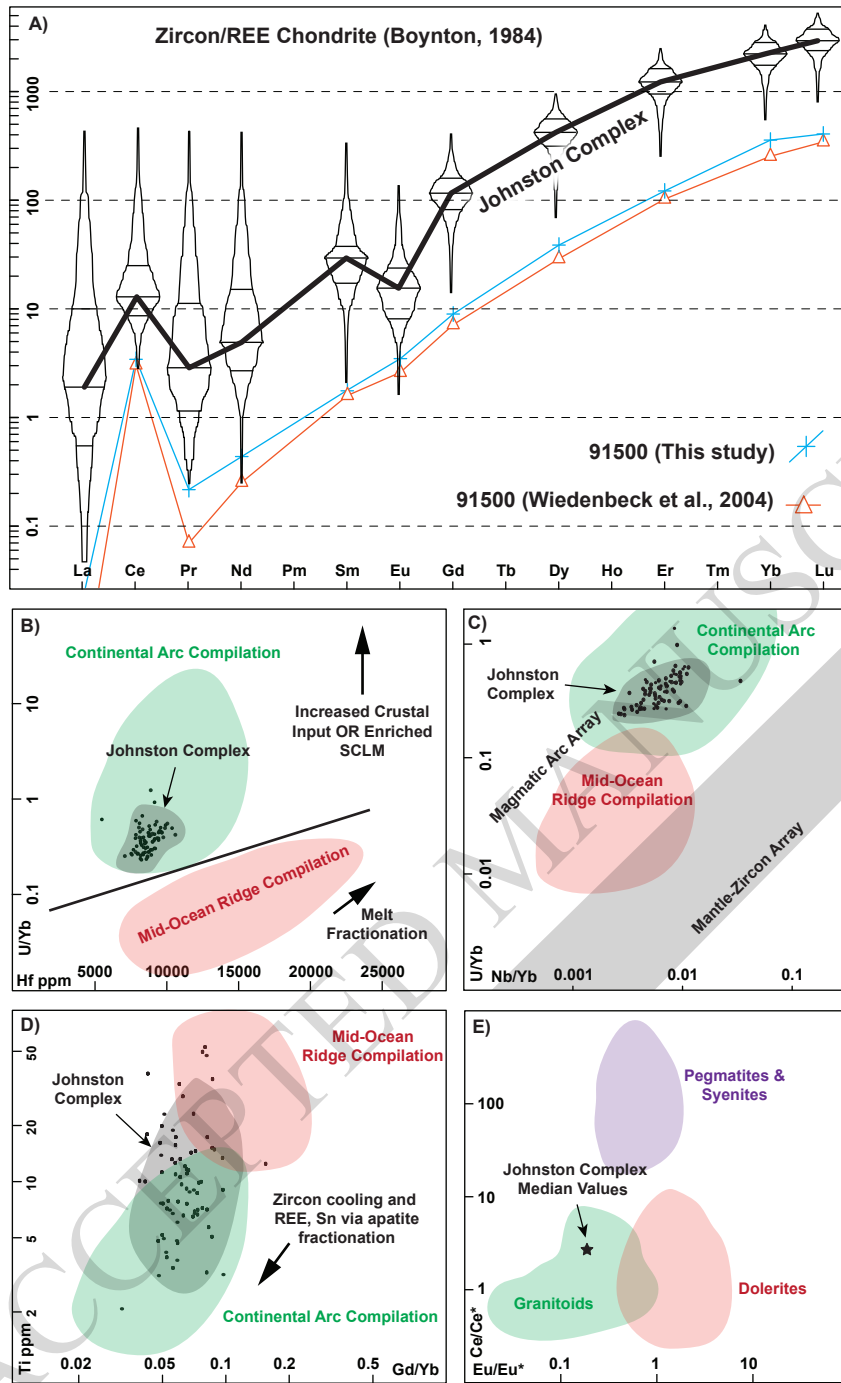 A)
Zircon/REE Chondrite (Boynton, 1984)
1000
100
10
1
0.1
Johnston Complex
91500 (This study)
91500 (Wiedenbeck et al., 2004)
La Ce Pr Nd Pm Sm Eu Gd Tb Dy Ho Er Tm Yb Lu
B)
Continental Arc Compilation
Increased Crustal
Input OR Enriched
SCLM
Johnston Complex
Mid-Ocean Ridge Compilation
Melt
Fractionation
10
1
0.1
U/Yb
Hf ppm
5000 10000 15000 20000 25000
C)
Continental Arc
Compilation
Johnston
Complex
Magmatic Arc Array
Mid-Ocean
Ridge Compilation
Mantle-Zircon Array
1
0.1
0.01
U/Yb
Nb/Yb
0.001 0.01 0.1
D)
Mid-Ocean
Ridge Compilation
Johnston
Complex
Zircon cooling and
REE, Sn via apatite
fractionation
Continental Arc Compilation
50
20
10
5
2
Ti ppm
0.02 0.05 0.1 0.2 0.5
Gd/Yb
E)
Pegmatites &
Syenites
Johnston Complex
Median Values
Granitoids
Dolerites
100
10
1
Ce/Ce*
Eu/Eu*
0.1 1 10
ACCEPTED MANUSC